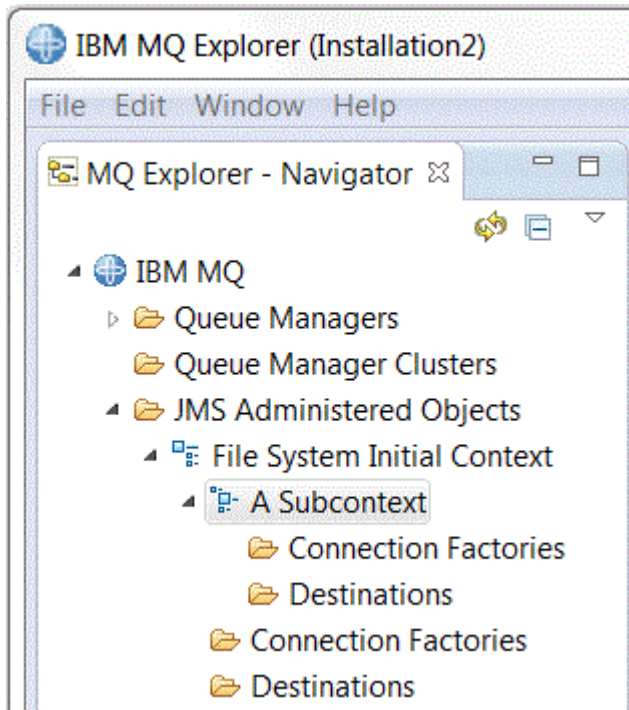 IBM MQ Explorer (Installation2)
File Edit Window Help
MQ Explorer - Navigator
IBM MQ
Queue Managers
Queue Manager Clusters
JMS Administered Objects
File System Initial Context
A Subcontext
Connection Factories
Destinations
Connection Factories
Destinations